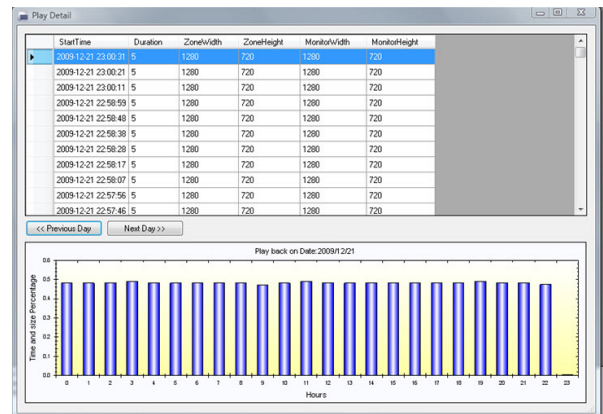 Play Detail
StartTime Duration ZoneWidth ZoneHeight MonitorWidth MonitorHeight
2009-12-21 23:00:31 5 1280 720 1280 720
2009-12-21 23:00:21 5 1280 720 1280 720
2009-12-21 23:00:11 5 1280 720 1280 720
2009-12-21 22:58:59 5 1280 720 1280 720
2009-12-21 22:58:48 5 1280 720 1280 720
2009-12-21 22:58:38 5 1280 720 1280 720
2009-12-21 22:58:28 5 1280 720 1280 720
2009-12-21 22:58:17 5 1280 720 1280 720
2009-12-21 22:58:07 5 1280 720 1280 720
2009-12-21 22:57:56 5 1280 720 1280 720
2009-12-21 22:57:46 5 1280 720 1280 720
<< Previous Day Next Day >>
Play back on Date:2009/12/21
Time and size Percentage
0.6
0.5
0.4
0.3
0.2
0.1
0.0
0 1 2 3 4 5 6 7 8 9 10 11 12 13 14 15 16 17 18 19 20 21 22 23
Hours